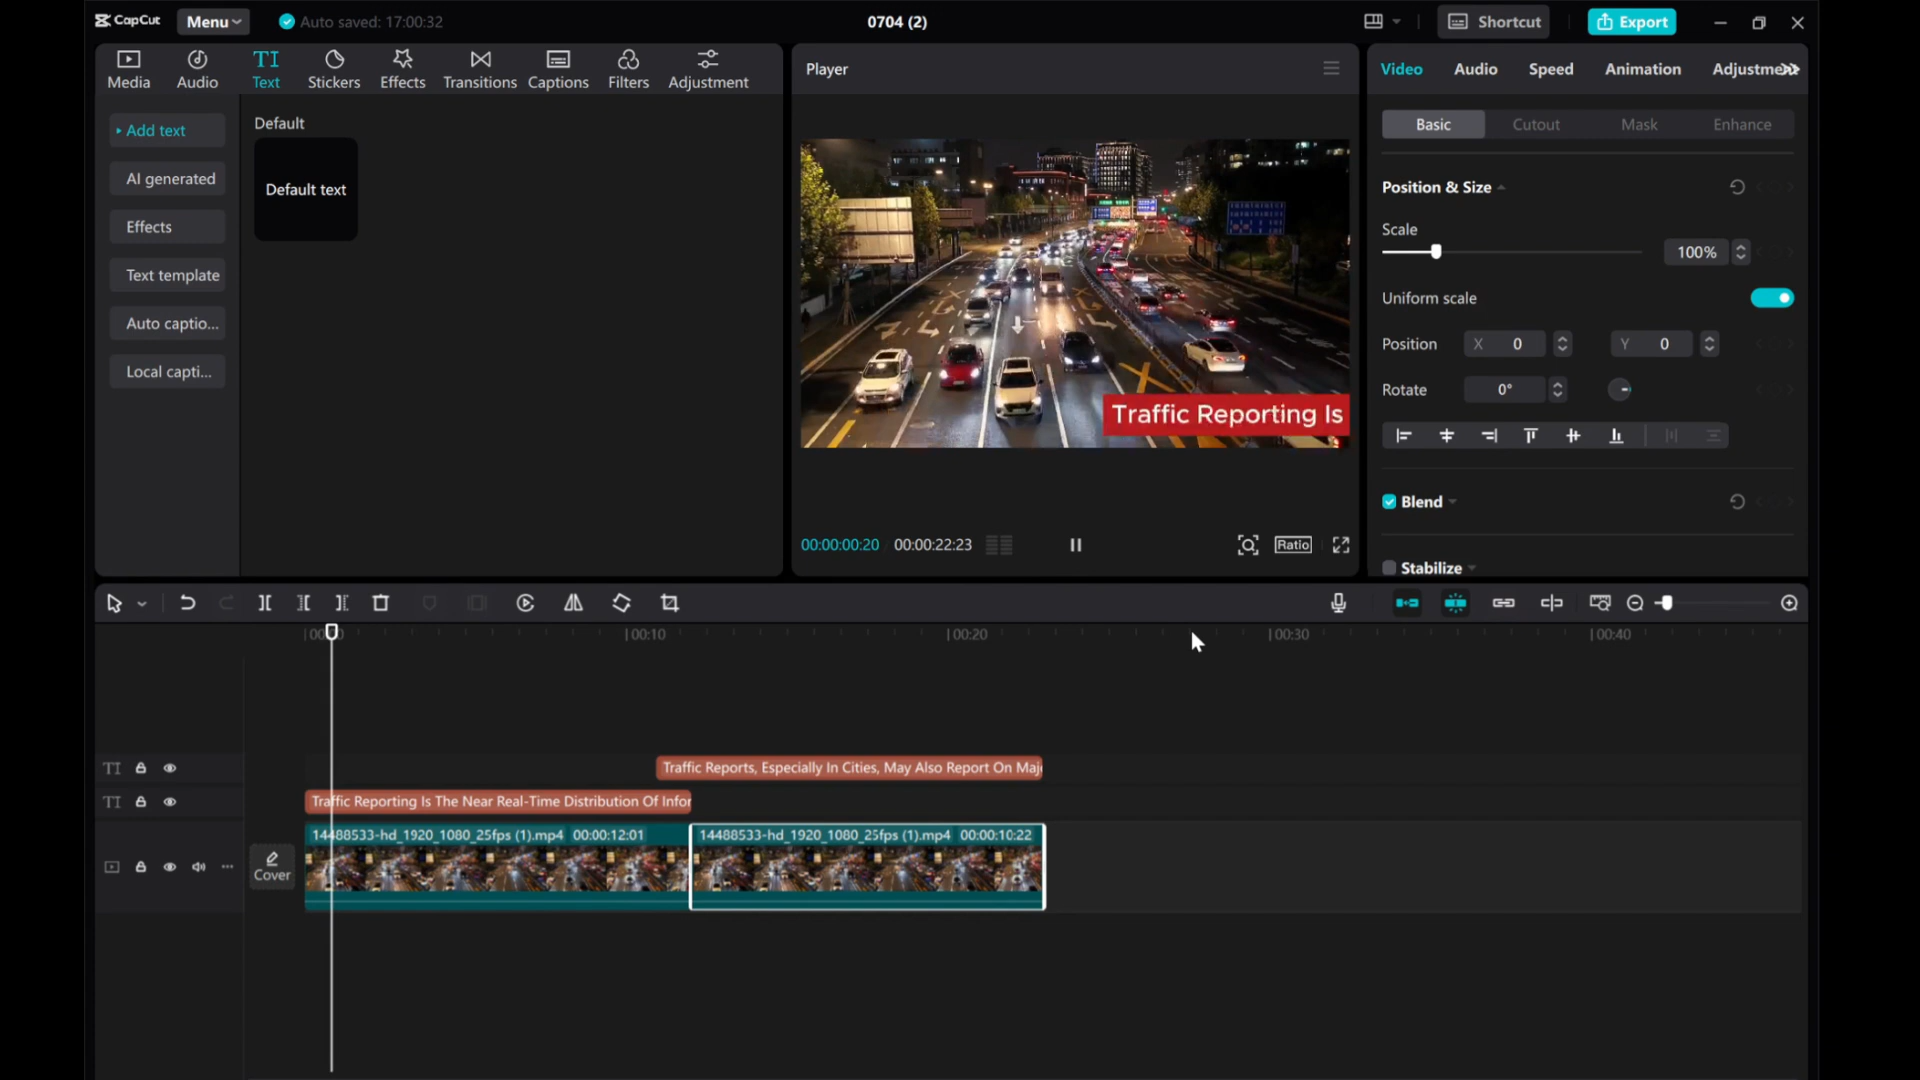 CapCut Menu Auto saved: 17:00:32 0704 (2) Shortcut Export
Media Audio Text Stickers Effects Transitions Captions Filters Adjustment
Add text
AI generated
Effects
Text template
Auto captio...
Local capti...
Default
Default text
Player
Traffic Reporting Is
00:00:00:20 00:00:22:23 Ratio
Video Audio Speed Animation Adjustment
Basic Cutout Mask Enhance
Position & Size
Scale
100%
Uniform scale
Position X 0 Y 0
Rotate 0°
Blend
Stabilize
00:10 00:20 00:30 00:40
Traffic Reports, Especially In Cities, May Also Report On Maj
Traffic Reporting Is The Near Real-Time Distribution Of Infor
14488533-hd_1920_1080_25fps (1).mp4 00:00:12:01
14488533-hd_1920_1080_25fps (1).mp4 00:00:10:22
Cover